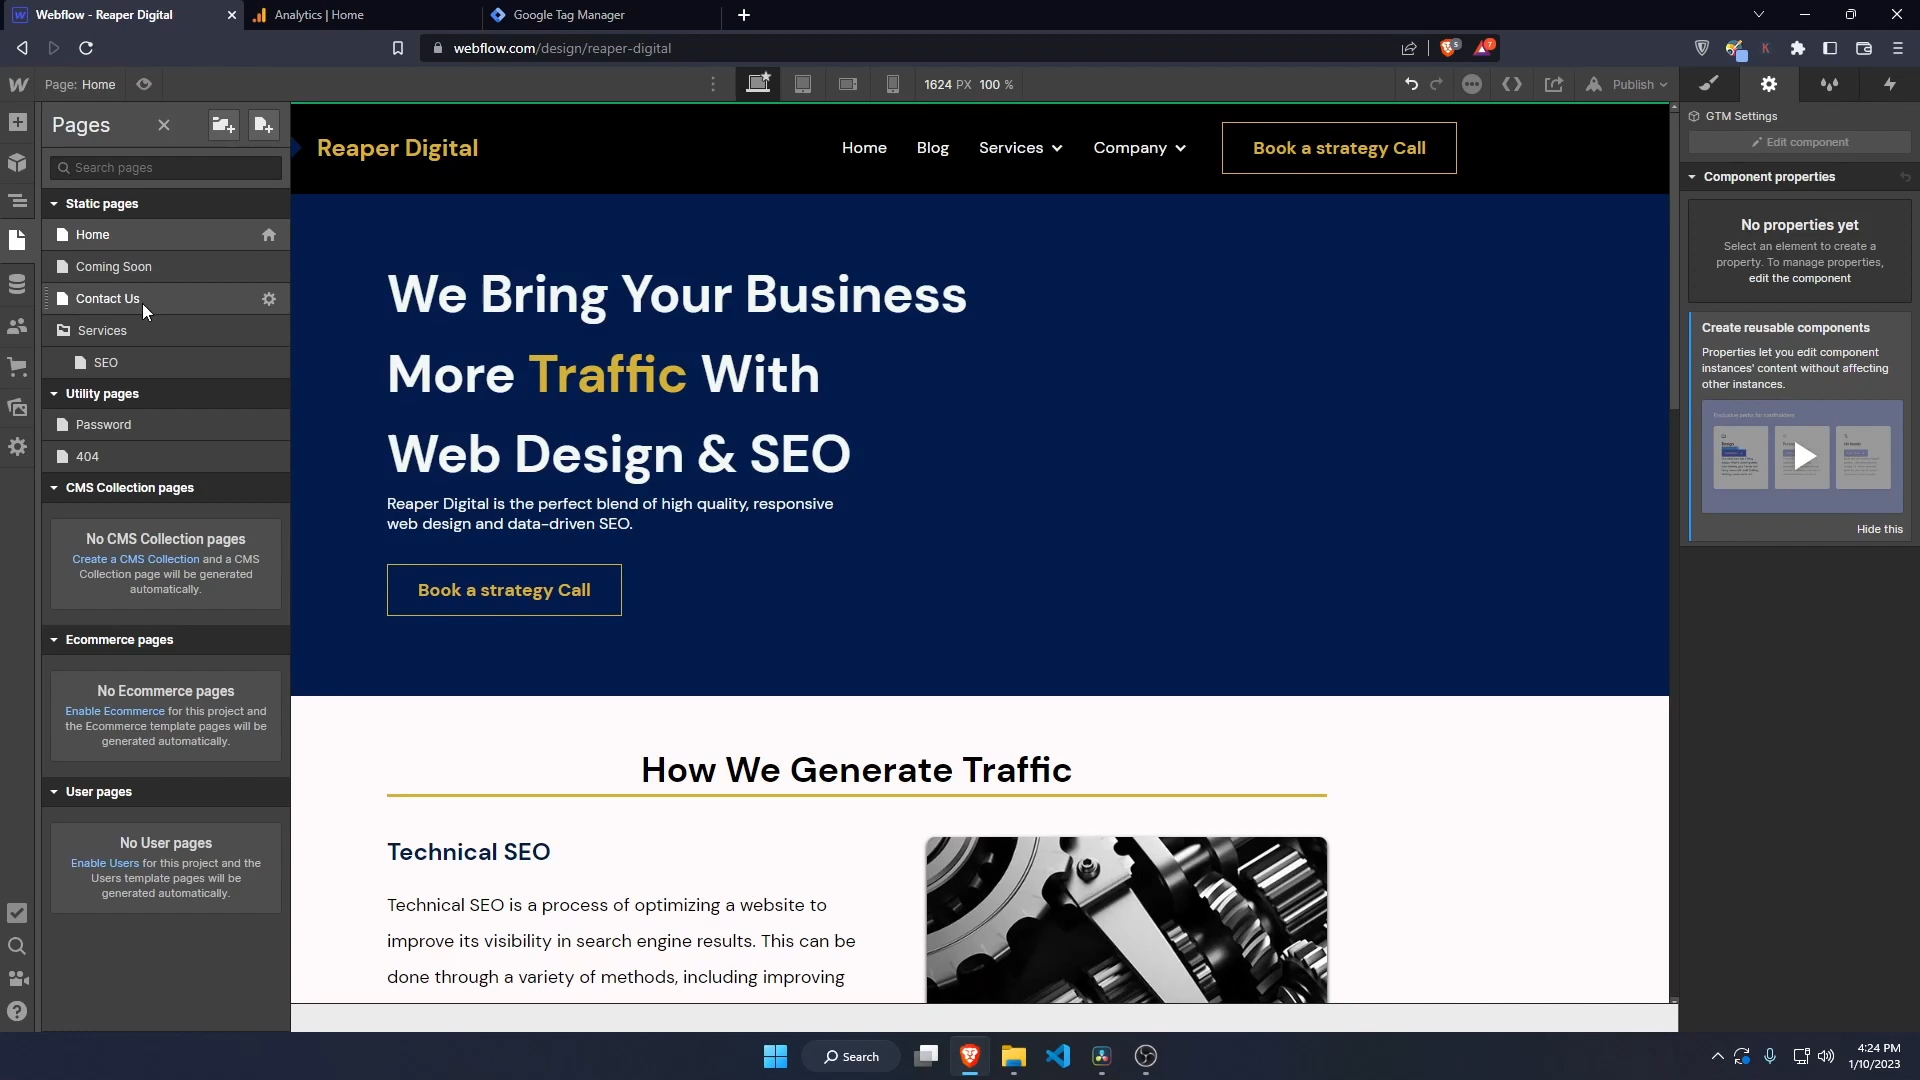 Webflow - Reaper Digital
Analytics | Home
Google Tag Manager
webflow.com/design/reaper-digital
5
7
Page: Home
1624 PX 100 %
Publish
Pages
Search pages
Static pages
Home
Coming Soon
Contact Us
Services
SEO
Utility pages
Password
404
CMS Collection pages
No CMS Collection pages
Create a CMS Collection and a CMS
Collection page will be generated
automatically.
Ecommerce pages
No Ecommerce pages
Enable Ecommerce for this project and
the Ecommerce template pages will be
generated automatically.
User pages
No User pages
Enable Users for this project and the
Users template pages will be
generated automatically.
Reaper Digital
Home
Blog
Services
Company
Book a strategy Call
We Bring Your Business
More Traffic With
Web Design & SEO
Reaper Digital is the perfect blend of high quality, responsive
web design and data-driven SEO.
Book a strategy Call
How We Generate Traffic
Technical SEO
Technical SEO is a process of optimizing a website to
improve its visibility in search engine results. This can be
done through a variety of methods, including improving
GTM Settings
Edit component
Component properties
No properties yet
Select an element to create a
property. To manage properties,
edit the component
Create reusable components
Properties let you edit component
instances' content without affecting
other instances.
Hide this
Search
4:24 PM
1/10/2023